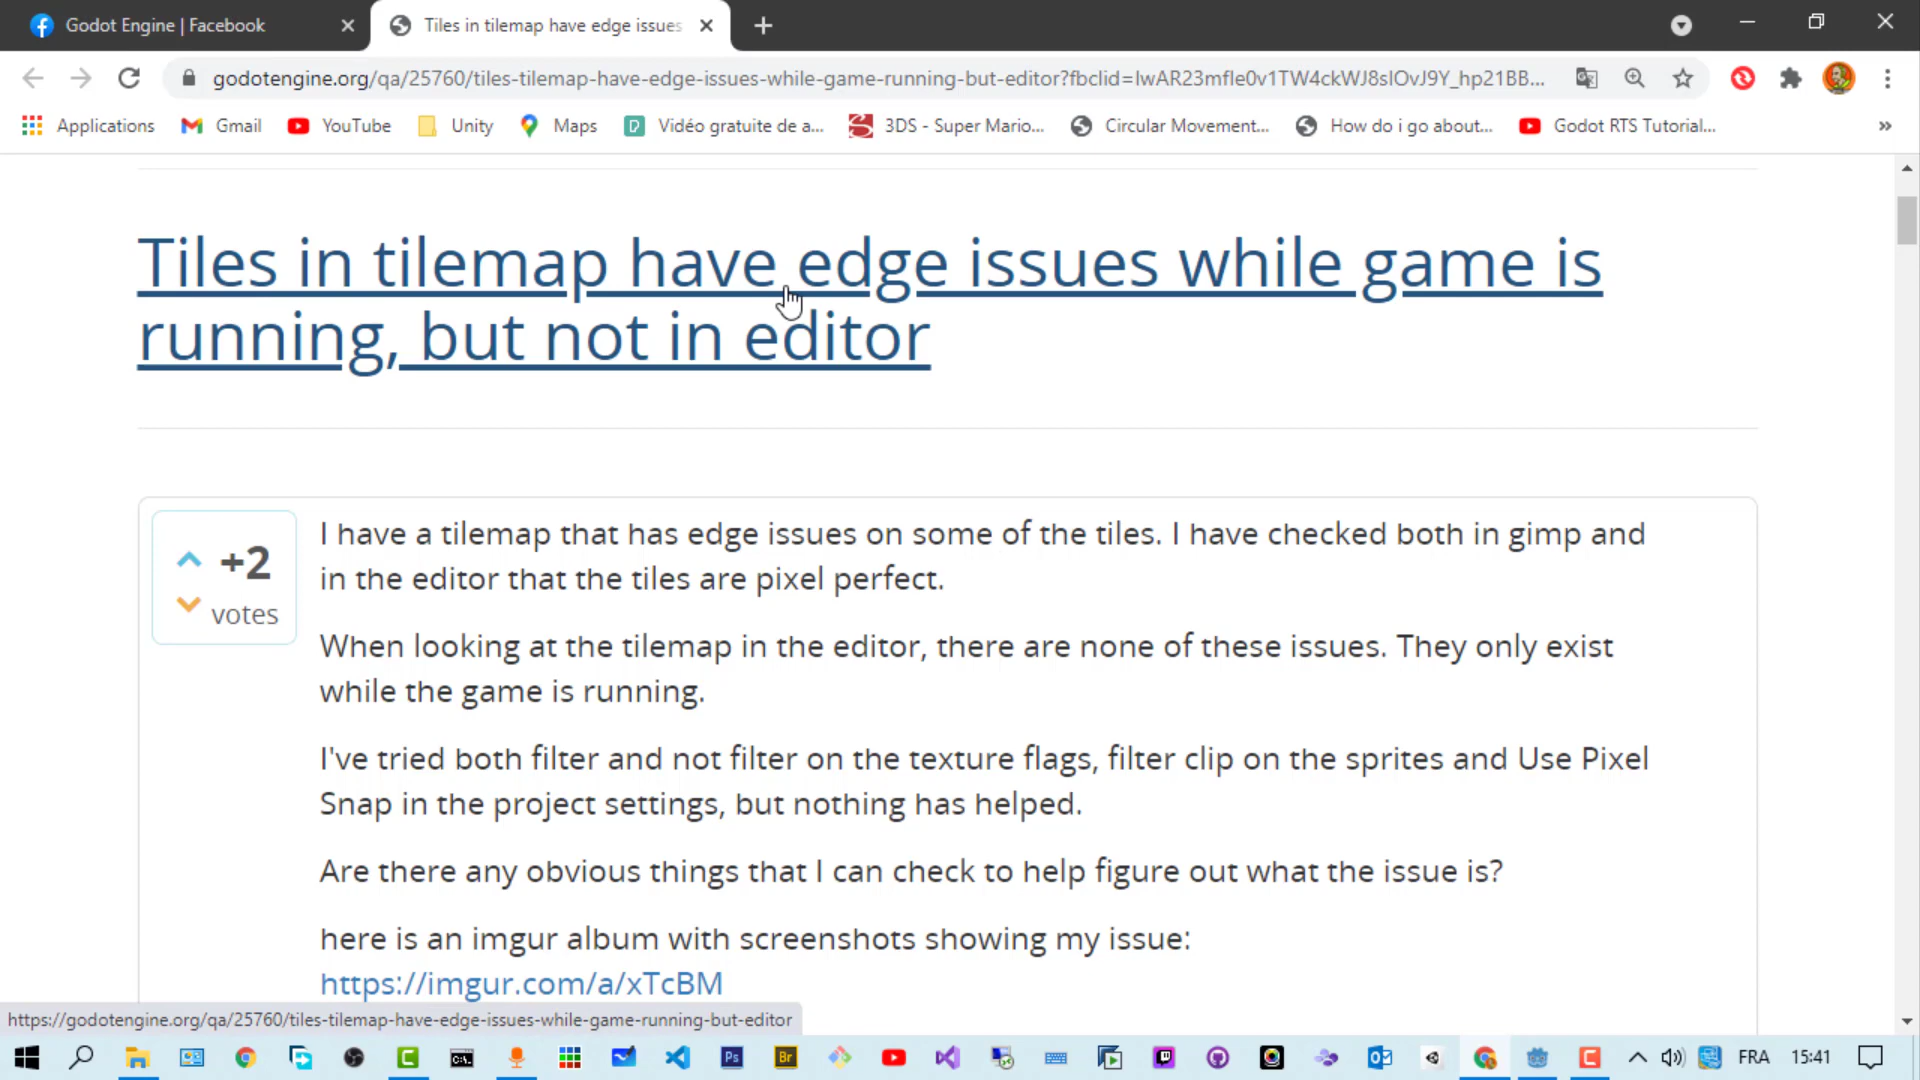 Godot Engine | Facebook
Tiles in tilemap have edge issues
godotengine.org/qa/25760/tiles-tilemap-have-edge-issues-while-game-running-but-editor?fbclid=IwAR23mfle0v1TW4ckWJ8slOvJ9Y_hp21BB...
Applications Gmail YouTube Unity Maps Vidéo gratuite de a... 3DS - Super Mario... Circular Movement... How do i go about... Godot RTS Tutorial... »
Tiles in tilemap have edge issues while game is
running, but not in editor
+2
votes
I have a tilemap that has edge issues on some of the tiles. I have checked both in gimp and
in the editor that the tiles are pixel perfect.
When looking at the tilemap in the editor, there are none of these issues. They only exist
while the game is running.
I've tried both filter and not filter on the texture flags, filter clip on the sprites and Use Pixel
Snap in the project settings, but nothing has helped.
Are there any obvious things that I can check to help figure out what the issue is?
here is an imgur album with screenshots showing my issue:
https://imgur.com/a/xTcBM
https://godotengine.org/qa/25760/tiles-tilemap-have-edge-issues-while-game-running-but-editor
Ps Br FRA 15:41